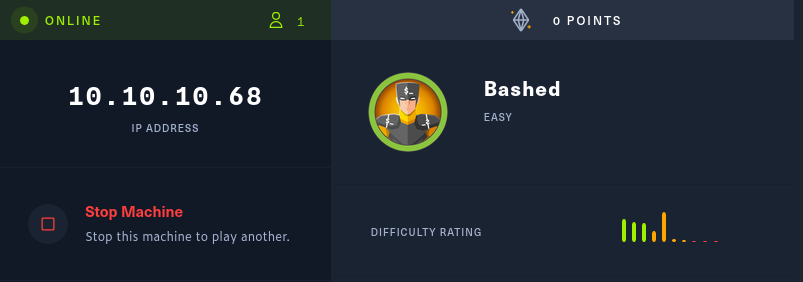 ONLINE
1
0 POINTS
10.10.10.68
IP ADDRESS
Bashed
EASY
Stop Machine
Stop this machine to play another.
DIFFICULTY RATING